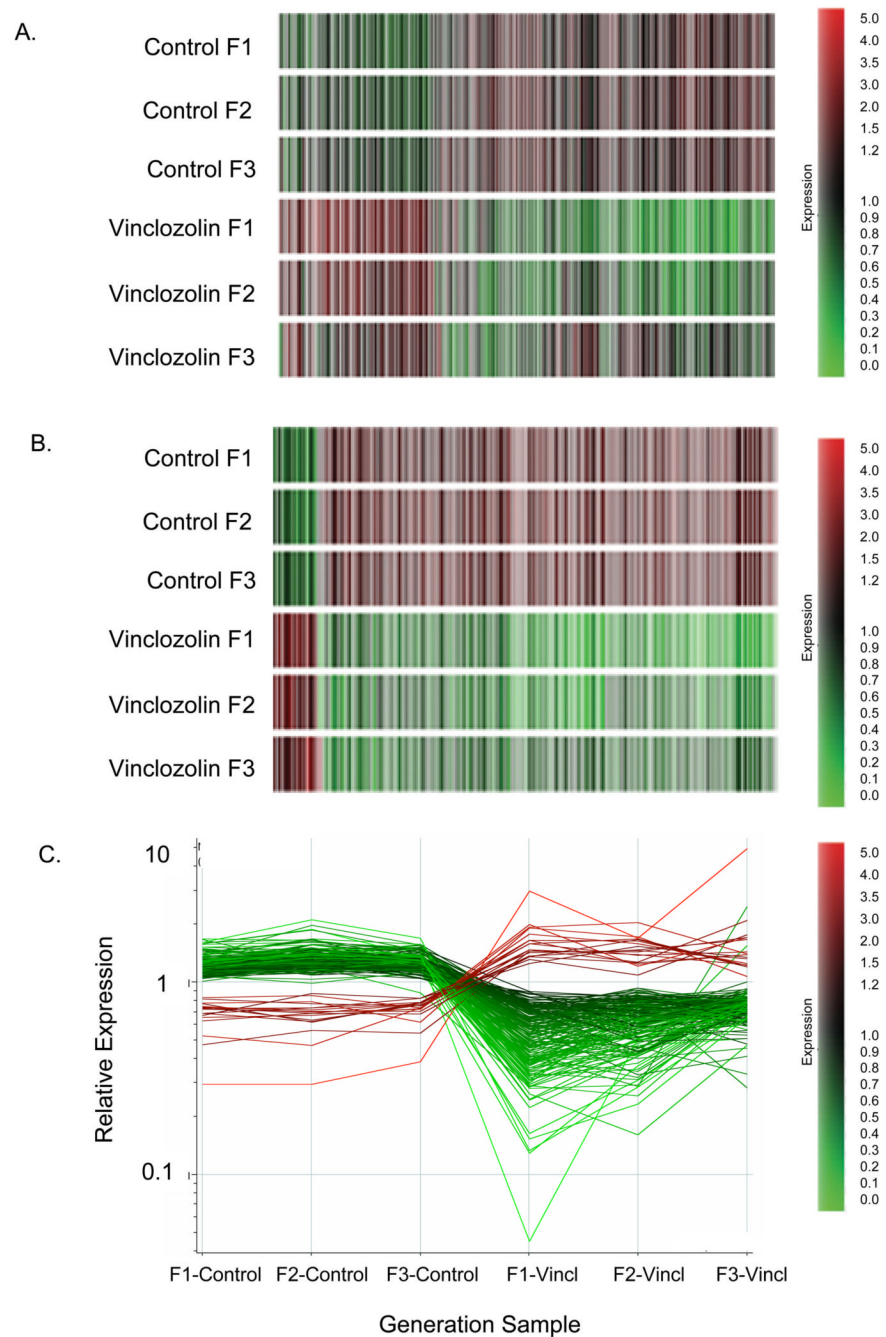 A.
Control F1
Control F2
Control F3
Vinclozolin F1
Vinclozolin F2
Vinclozolin F3
Expression
5.0
4.0
3.5
3.0
2.5
2.0
1.5
1.2
1.0
0.9
0.8
0.7
0.6
0.5
0.4
0.3
0.2
0.1
0.0
B.
Control F1
Control F2
Control F3
Vinclozolin F1
Vinclozolin F2
Vinclozolin F3
Expression
5.0
4.0
3.5
3.0
2.5
2.0
1.5
1.2
1.0
0.9
0.8
0.7
0.6
0.5
0.4
0.3
0.2
0.1
0.0
C.
Relative Expression
10
1
0.1
F1-Control F2-Control F3-Control F1-Vincl F2-Vincl F3-Vincl
Generation Sample
Expression
5.0
4.0
3.5
3.0
2.5
2.0
1.5
1.2
1.0
0.9
0.8
0.7
0.6
0.5
0.4
0.3
0.2
0.1
0.0